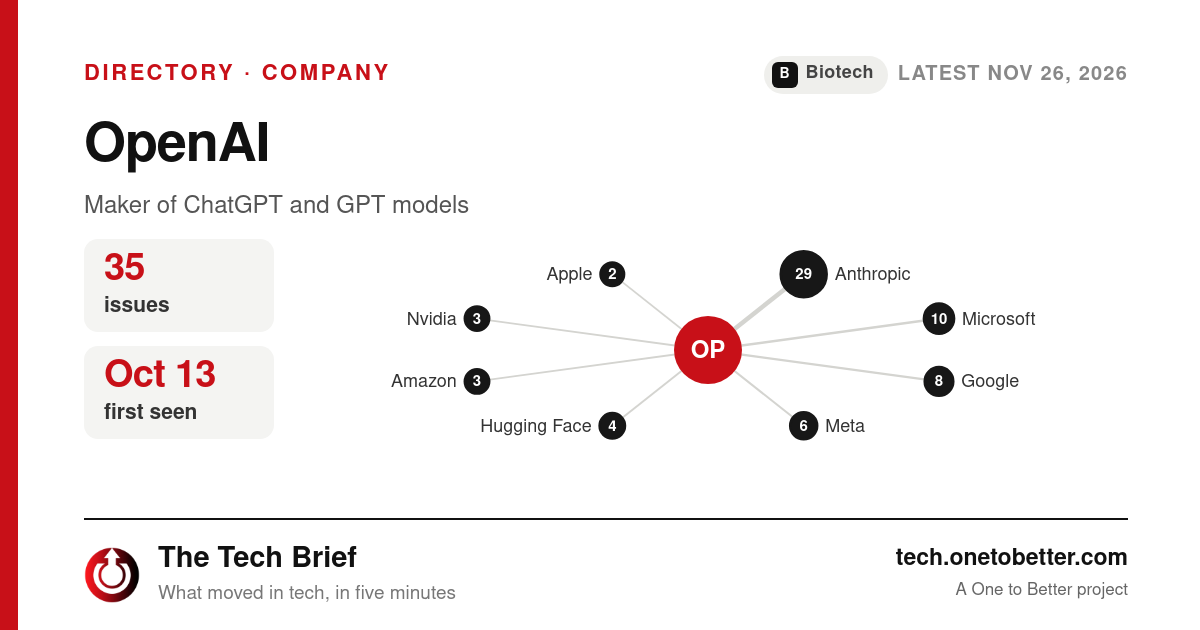 DIRECTORY · COMPANY
B Biotech LATEST NOV 26, 2026
OpenAI
Maker of ChatGPT and GPT models
35
issues
Oct 13
first seen
Apple 2
29 Anthropic
Nvidia 3
10 Microsoft
OP
Amazon 3
8 Google
Hugging Face 4
6 Meta
The Tech Brief
What moved in tech, in five minutes
tech.onetobetter.com
A One to Better project